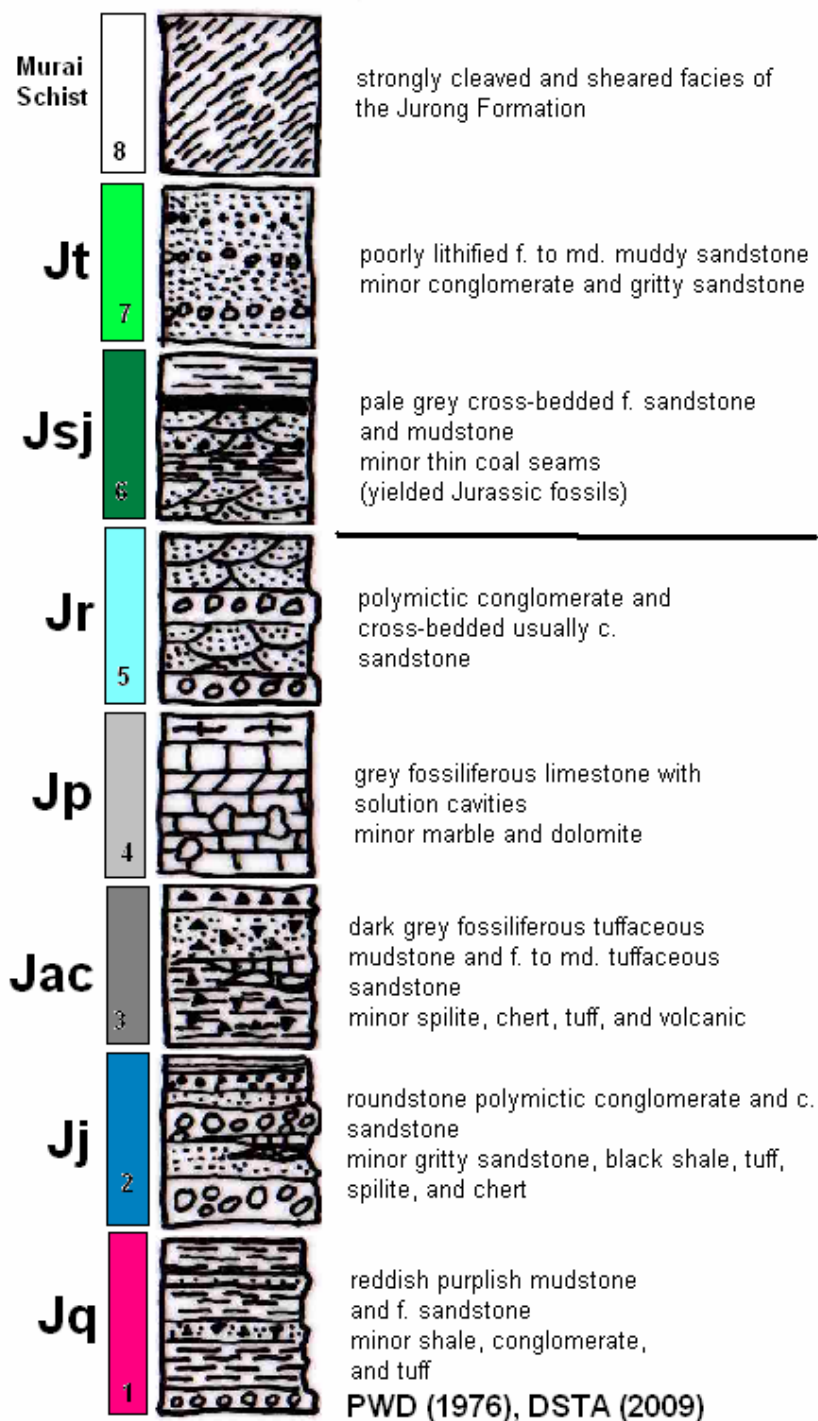 Murai
Schist
8
strongly cleaved and sheared facies of
the Jurong Formation
Jt
7
poorly lithified f. to md. muddy sandstone
minor conglomerate and gritty sandstone
Jsj
6
pale grey cross-bedded f. sandstone
and mudstone
minor thin coal seams
(yielded Jurassic fossils)
Jr
5
polymictic conglomerate and
cross-bedded usually c.
sandstone
Jp
4
grey fossiliferous limestone with
solution cavities
minor marble and dolomite
Jac
3
dark grey fossiliferous tuffaceous
mudstone and f. to md. tuffaceous
sandstone
minor spilite, chert, tuff, and volcanic
Jj
2
roundstone polymictic conglomerate and c.
sandstone
minor gritty sandstone, black shale, tuff,
spilite, and chert
Jq
1
reddish purplish mudstone
and f. sandstone
minor shale, conglomerate,
and tuff
PWD (1976), DSTA (2009)